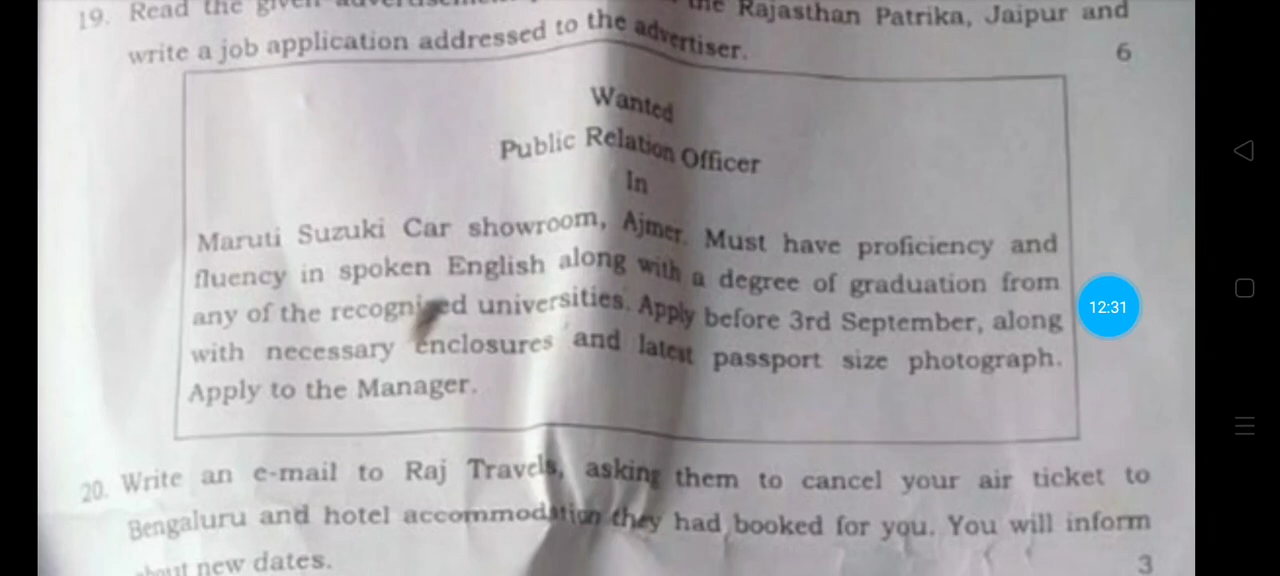 19. Read the given the Rajasthan Patrika, Jaipur and
write a job application addressed to the advertiser.
6
Wanted
Public Relation Officer
In
Maruti Suzuki Car showroom, Ajmer. Must have proficiency and
fluency in spoken English along with a degree of graduation from
any of the recognised universities. Apply before 3rd September, along
with necessary enclosures and latest passport size photograph.
Apply to the Manager.
12:31
20. Write an e-mail to Raj Travels, asking them to cancel your air ticket to
Bengaluru and hotel accommodation they had booked for you. You will inform
about new dates.
3